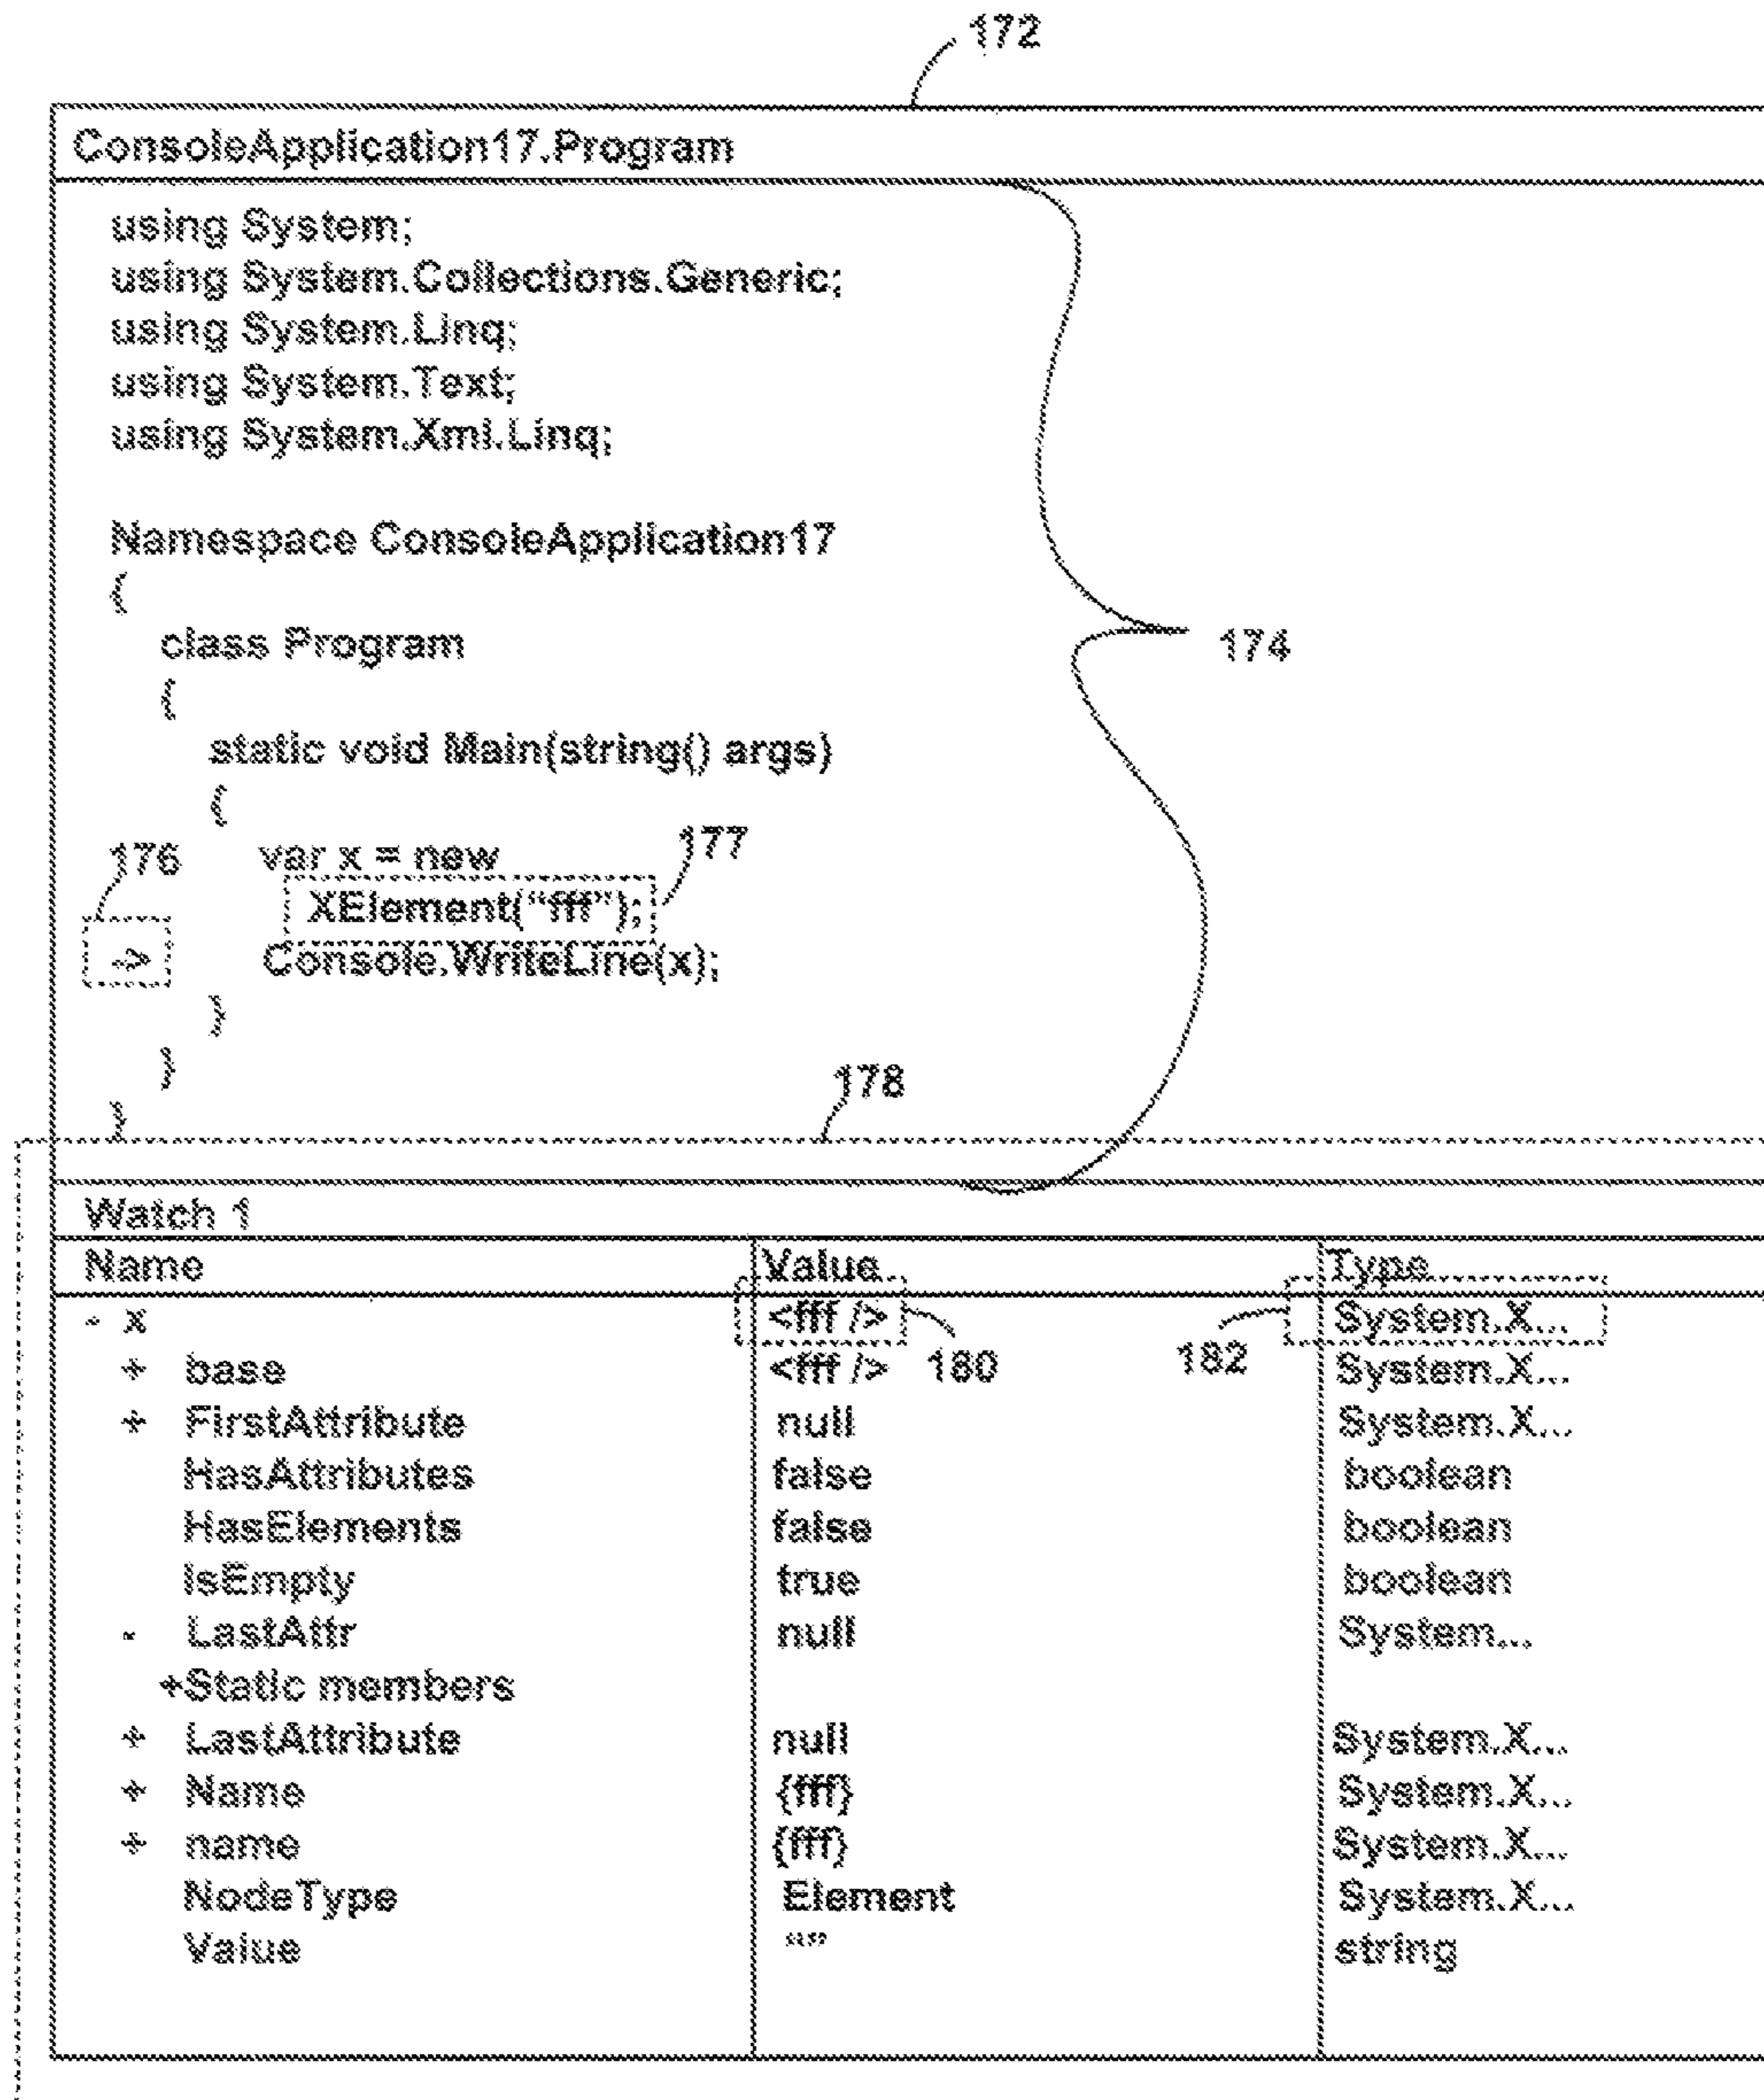 172
ConsoleApplication17.Program
using System;
using System.Collections.Generic;
using System.Linq;
using System.Text;
using System.Xml.Linq;
Namespace ConsoleApplication17
{
class Program
174
{
static void Main(string() args)
{
176 var x = new 177
XElement("fff");
-> Console.WriteLine(x);
}
}
178
}
Watch 1
Name Value Type
- x <fff /> System.X...
+ base <fff /> 180 182 System.X...
+ FirstAttribute null System.X...
HasAttributes false boolean
HasElements false boolean
IsEmpty true boolean
- LastAttr null System...
+Static members
+ LastAttribute null System.X...
+ Name {fff} System.X...
+ name {fff} System.X...
NodeType Element System.X...
Value “” string